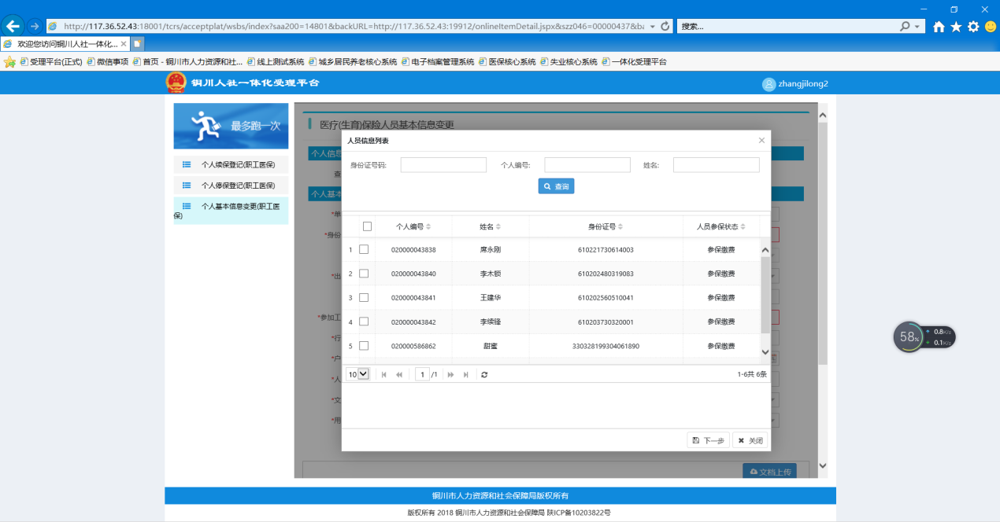 http://117.36.52.43:18001/tcrs/acceptplat/wsbs/index?saa200=14801&backURL=http://117.36.52.43:19912/onlineItemDetail.jspx&szz046=00000437&b
搜索...
欢迎您访问铜川人社一体化...
受理平台(正式) 微信事项 首页 - 铜川市人力资源和社... 线上测试系统 城乡居民养老核心系统 电子档案管理系统 医保核心系统 失业核心系统 一体化受理平台
铜川人社一体化受理平台
zhangjilong2
最多跑一次
个人续保登记(职工医保)
个人停保登记(职工医保)
个人基本信息变更(职工医
保)
医疗(生育)保险人员基本信息变更
个人信息
查
个人基本
*单
*身份
*出
*参加工
*行
*户
*人
*文
*用
人员信息列表
身份证号码: 个人编号: 姓名:
查询
个人编号 姓名 身份证号 人员参保状态
1 020000043838 席永刚 610221730614003 参保缴费
2 020000043840 李木锁 610202480319083 参保缴费
3 020000043841 王建华 610202560510041 参保缴费
4 020000043842 李续锋 610203730320001 参保缴费
5 020000586862 甜蜜 330328199304061890 参保缴费
10 1 /1 1-6共 6条
下一步 关闭
文档上传
58%
0.8K/s
0.1K/s
铜川市人力资源和社会保障局版权所有
版权所有 2018 铜川市人力资源和社会保障局 陕ICP备10203822号